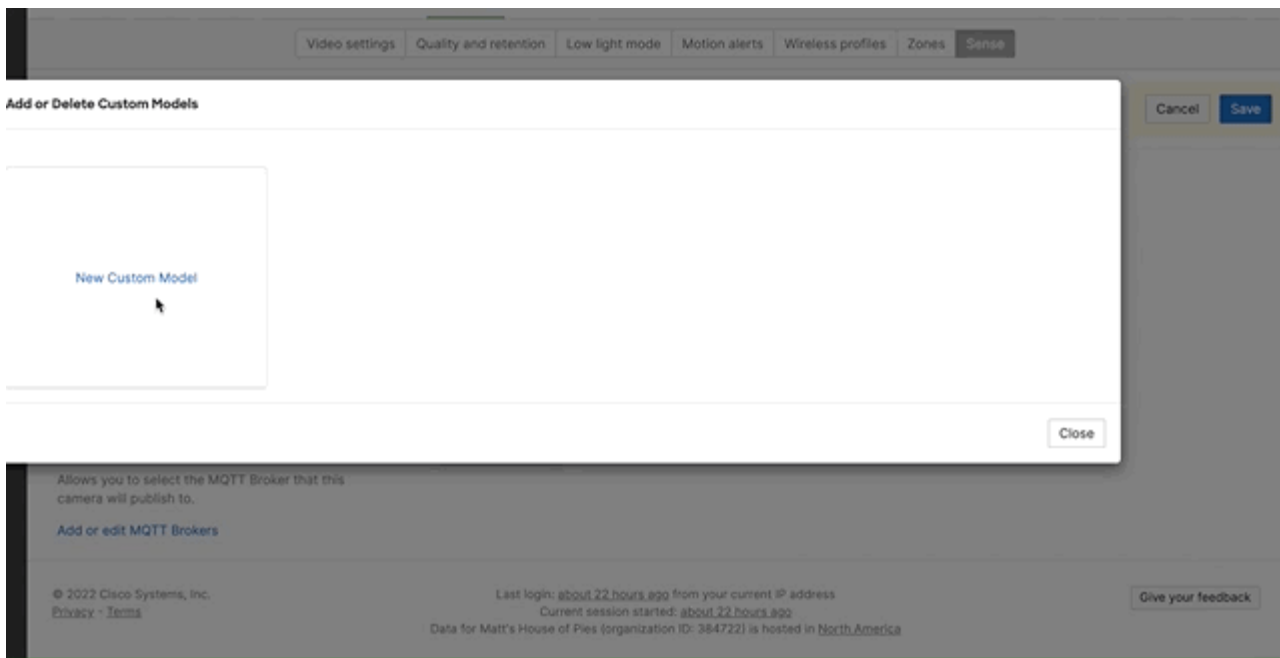 Video settings Quality and retention Low light mode Motion alerts Wireless profiles Zones Sense
Add or Delete Custom Models
Cancel Save
New Custom Model
Close
Allows you to select the MQTT Broker that this
camera will publish to.
Add or edit MQTT Brokers
© 2022 Cisco Systems, Inc.
Privacy - Terms
Last login: about 22 hours ago from your current IP address
Current session started: about 22 hours ago
Data for Matt's House of Pies (organization ID: 384722) is hosted in North America
Give your feedback